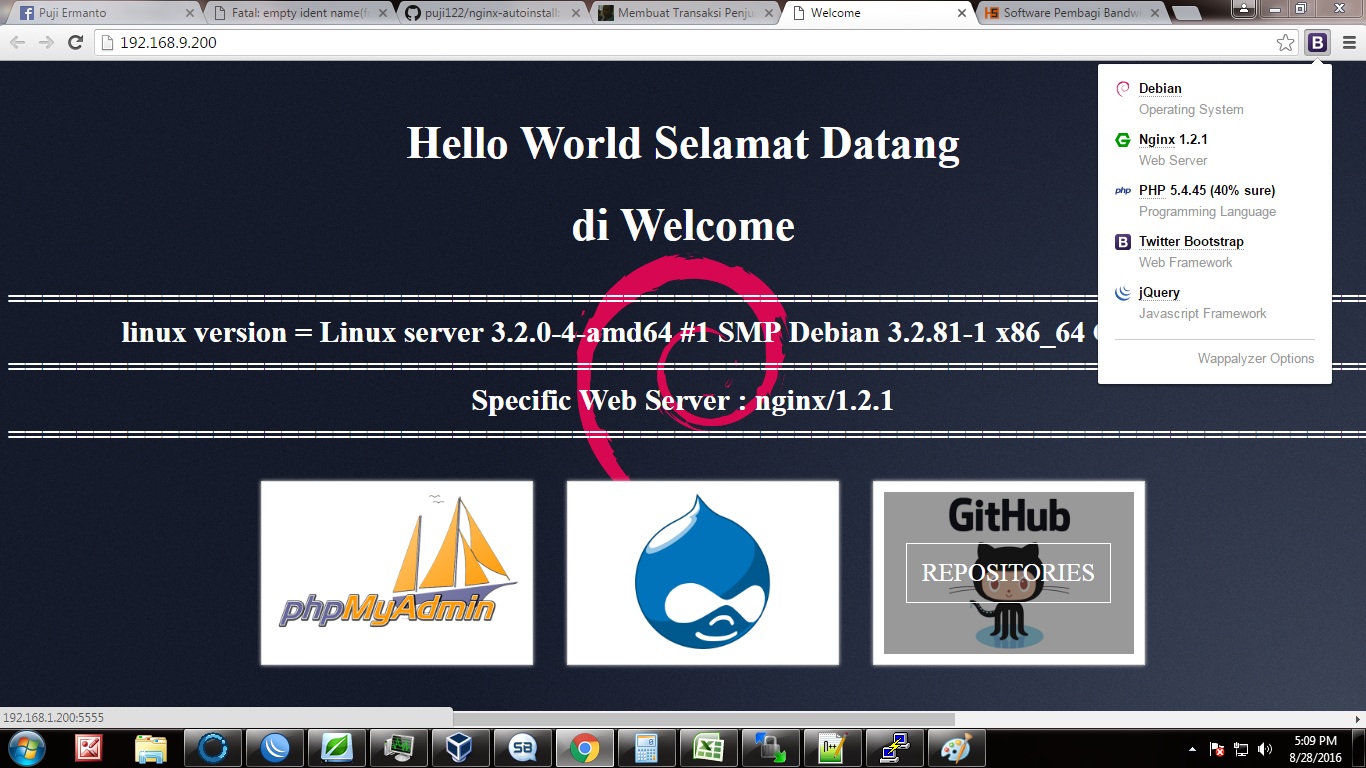 Puji Ermanto
Fatal: empty ident name(f
puji122/nginx-autoinstall
Membuat Transaksi Penju
Welcome
Software Pembagi Bandw
192.168.9.200
B
Debian
Operating System
Nginx 1.2.1
Web Server
php
PHP 5.4.45 (40% sure)
Programming Language
B
Twitter Bootstrap
Web Framework
jQuery
Javascript Framework
Wappalyzer Options
Hello World Selamat Datang
di Welcome
linux version = Linux server 3.2.0-4-amd64 #1 SMP Debian 3.2.81-1 x86_64
Specific Web Server : nginx/1.2.1
phpMyAdmin
GitHub
REPOSITORIES
192.168.1.200:5555
5:09 PM
8/28/2016